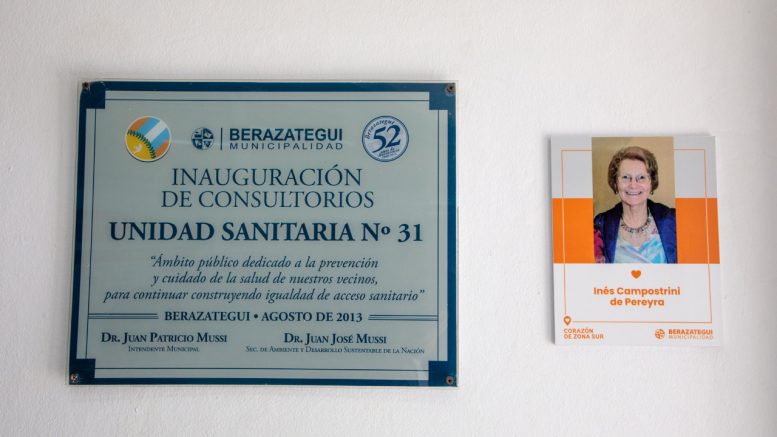 BERAZATEGUI
MUNICIPALIDAD
Berazategui
52
INAUGURACIÓN
DE CONSULTORIOS
UNIDAD SANITARIA Nº 31
“Ámbito público dedicado a la prevención
y cuidado de la salud de nuestros vecinos,
para continuar construyendo igualdad de acceso sanitario”
BERAZATEGUI • AGOSTO DE 2013
DR. JUAN PATRICIO MUSSI
INTENDENTE MUNICIPAL
DR. JUAN JOSÉ MUSSI
SEC. DE AMBIENTE Y DESARROLLO SUSTENTABLE DE LA NACIÓN
Inés Campostrini
de Pereyra
CORAZÓN
DE ZONA SUR
BERAZATEGUI
MUNICIPALIDAD